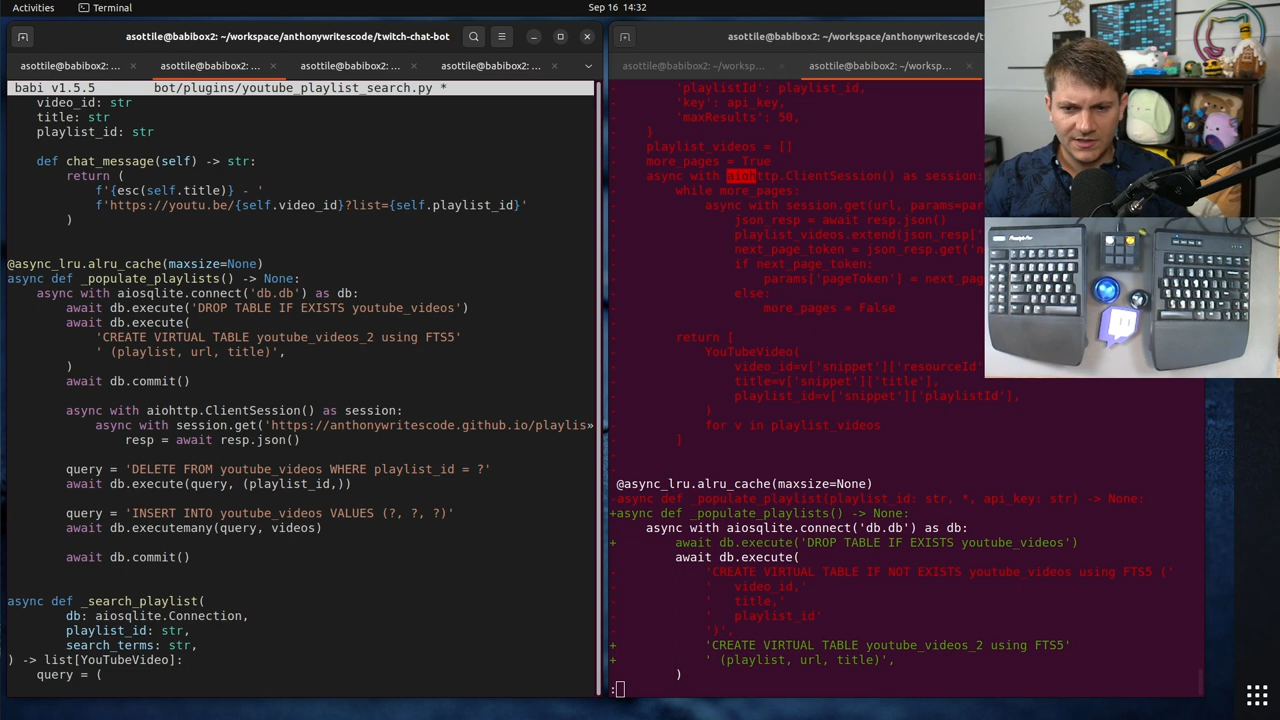 Activities
Terminal
Sep 16 14:32
asottile@babibox2: ~/workspace/anthonywritescode/twitch-chat-bot
asottile@babibox2: ~/workspace/anthonywritescode/t
asottile@babibox2: ...
asottile@babibox2: ...
asottile@babibox2: ...
asottile@babibox2: ...
asottile@babibox2: ~/worksp...
asottile@babibox2: ~/worksp...
babi v1.5.5 bot/plugins/youtube_playlist_search.py *
video_id: str
title: str
playlist_id: str
def chat_message(self) -> str:
return (
f'{esc(self.title)} - '
f'https://youtu.be/{self.video_id}?list={self.playlist_id}'
)
@async_lru.alru_cache(maxsize=None)
async def _populate_playlists() -> None:
async with aiosqlite.connect('db.db') as db:
await db.execute('DROP TABLE IF EXISTS youtube_videos')
await db.execute(
'CREATE VIRTUAL TABLE youtube_videos_2 using FTS5'
' (playlist, url, title)',
)
await db.commit()
async with aiohttp.ClientSession() as session:
async with session.get('https://anthonywritescode.github.io/playlis»
resp = await resp.json()
query = 'DELETE FROM youtube_videos WHERE playlist_id = ?'
await db.execute(query, (playlist_id,))
query = 'INSERT INTO youtube_videos VALUES (?, ?, ?)'
await db.executemany(query, videos)
await db.commit()
async def _search_playlist(
db: aiosqlite.Connection,
playlist_id: str,
search_terms: str,
) -> list[YouTubeVideo]:
query = (
- 'playlistId': playlist_id,
- 'key': api_key,
- 'maxResults': 50,
- }
- playlist_videos = []
- more_pages = True
- async with aiohttp.ClientSession() as session:
- while more_pages:
- async with session.get(url, params=par
- json_resp = await resp.json()
- playlist_videos.extend(json_resp['
- next_page_token = json_resp.get('n
- if next_page_token:
- params['pageToken'] = next_pag
- else:
- more_pages = False
-
- return [
- YouTubeVideo(
- video_id=v['snippet']['resourceId'
- title=v['snippet']['title'],
- playlist_id=v['snippet']['playlistId'],
- )
- for v in playlist_videos
- ]
-
-
@async_lru.alru_cache(maxsize=None)
-async def _populate_playlist(playlist_id: str, *, api_key: str) -> None:
+async def _populate_playlists() -> None:
async with aiosqlite.connect('db.db') as db:
+ await db.execute('DROP TABLE IF EXISTS youtube_videos')
await db.execute(
- 'CREATE VIRTUAL TABLE IF NOT EXISTS youtube_videos using FTS5 ('
- ' video_id,'
- ' title,'
- ' playlist_id'
- ')',
+ 'CREATE VIRTUAL TABLE youtube_videos_2 using FTS5'
+ ' (playlist, url, title)',
)
: